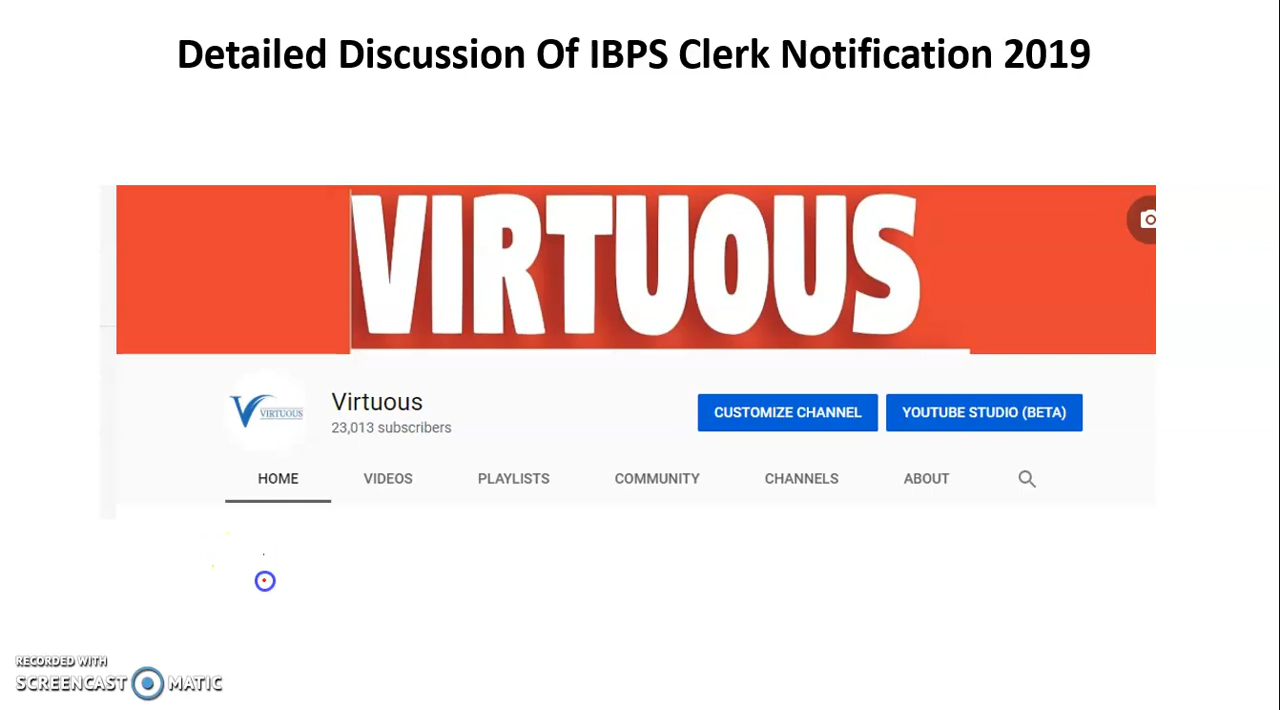 Detailed Discussion Of IBPS Clerk Notification 2019
VIRTUOUS
VIRTUOUS
Virtuous
23,013 subscribers
CUSTOMIZE CHANNEL
YOUTUBE STUDIO (BETA)
HOME VIDEOS PLAYLISTS COMMUNITY CHANNELS ABOUT
RECORDED WITH
SCREENCAST MATIC